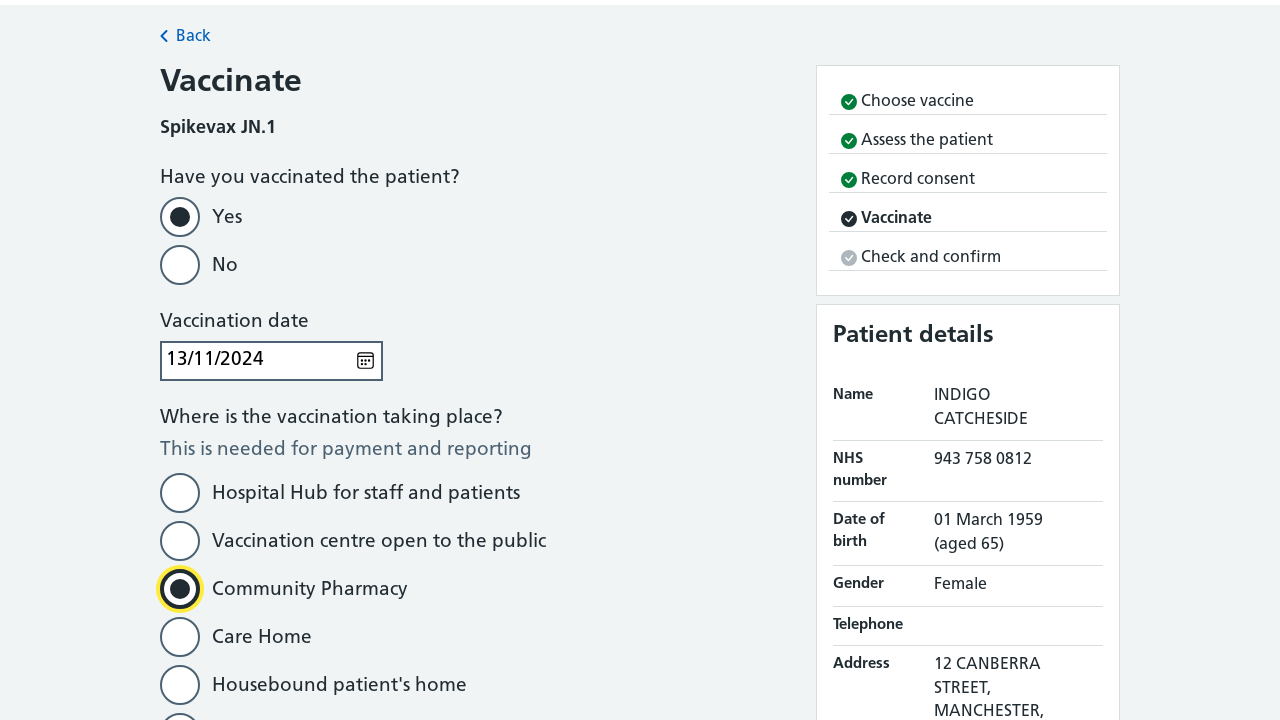 Back
Vaccinate
Spikevax JN.1
Have you vaccinated the patient?
Yes
No
Vaccination date
13/11/2024
Where is the vaccination taking place?
This is needed for payment and reporting
Hospital Hub for staff and patients
Vaccination centre open to the public
Community Pharmacy
Care Home
Housebound patient's home
Choose vaccine
Assess the patient
Record consent
Vaccinate
Check and confirm
Patient details
Name INDIGO
CATCHESIDE
NHS 943 758 0812
number
Date of 01 March 1959
birth (aged 65)
Gender Female
Telephone
Address 12 CANBERRA
STREET,
MANCHESTER,